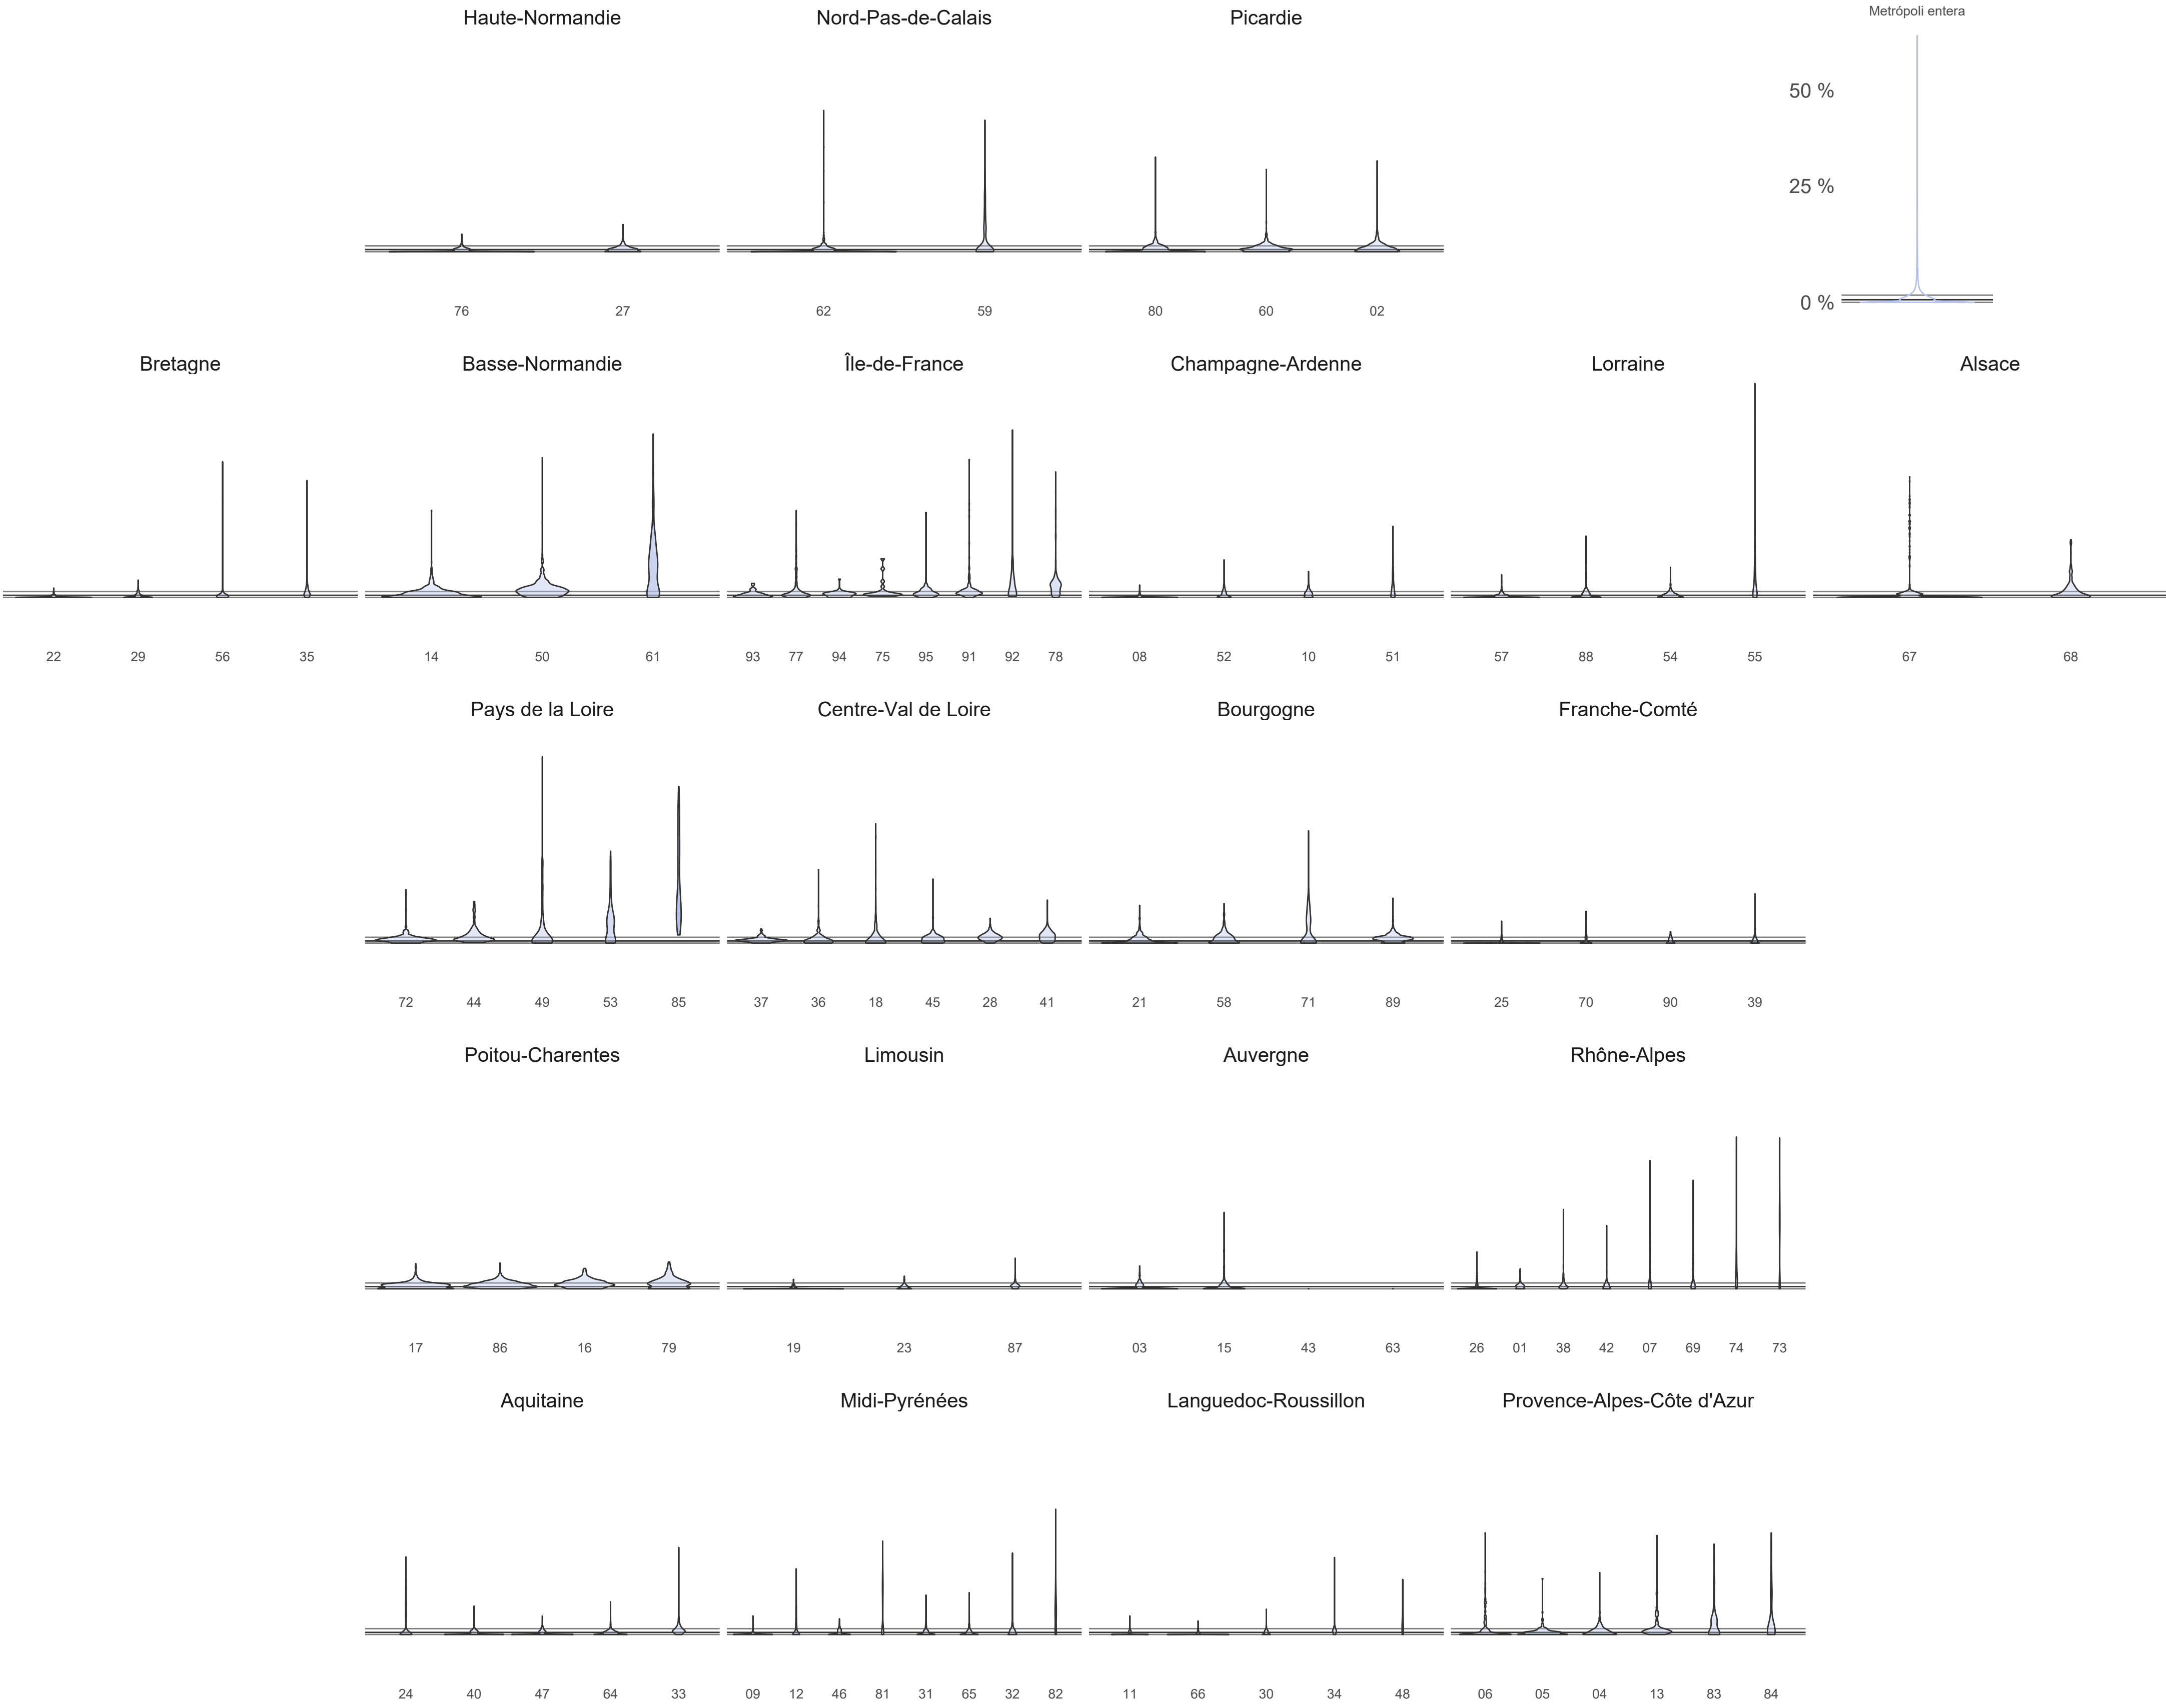 Haute-Normandie Nord-Pas-de-Calais Picardie Metrópoli entera
50 %
25 %
0 %
76 27 62 59 80 60 02
Bretagne Basse-Normandie Île-de-France Champagne-Ardenne Lorraine Alsace
22 29 56 35 14 50 61 93 77 94 75 95 91 92 78 08 52 10 51 57 88 54 55 67 68
Pays de la Loire Centre-Val de Loire Bourgogne Franche-Comté
72 44 49 53 85 37 36 18 45 28 41 21 58 71 89 25 70 90 39
Poitou-Charentes Limousin Auvergne Rhône-Alpes
17 86 16 79 19 23 87 03 15 43 63 26 01 38 42 07 69 74 73
Aquitaine Midi-Pyrénées Languedoc-Roussillon Provence-Alpes-Côte d'Azur
24 40 47 64 33 09 12 46 81 31 65 32 82 11 66 30 34 48 06 05 04 13 83 84